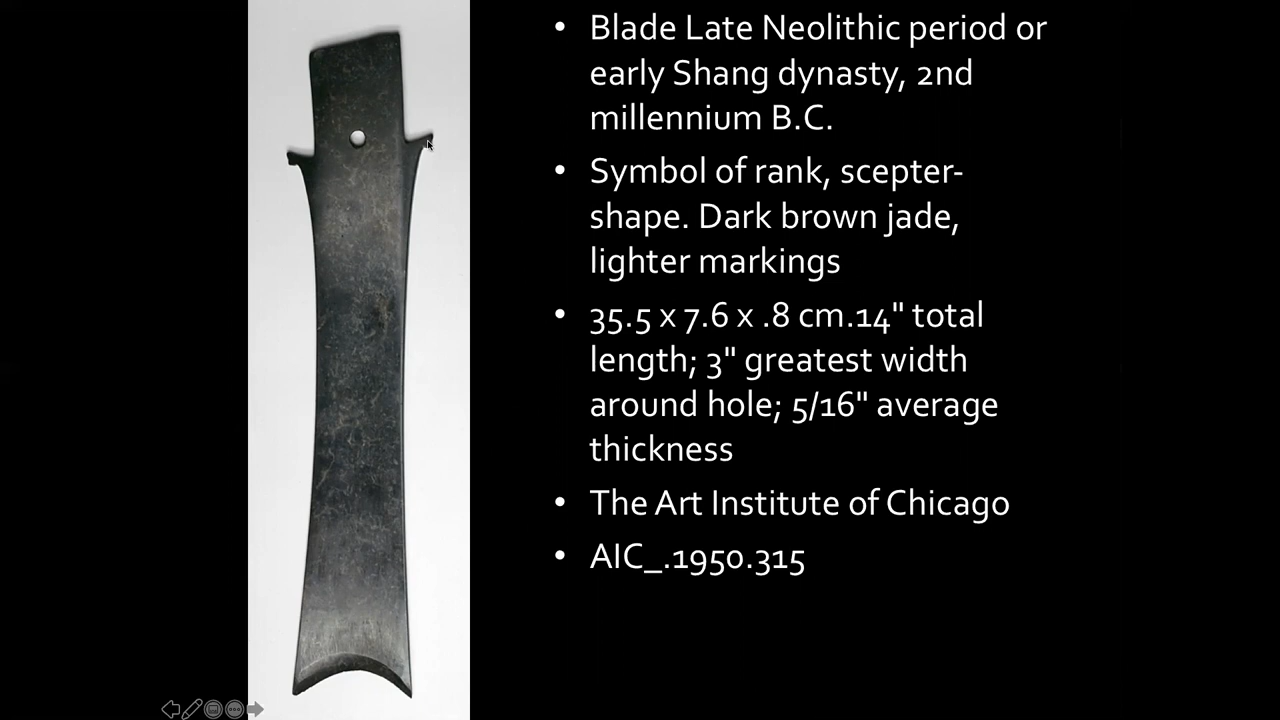 • Blade Late Neolithic period or
early Shang dynasty, 2nd
millennium B.C.
• Symbol of rank, scepter-
shape. Dark brown jade,
lighter markings
• 35.5 x 7.6 x .8 cm.14" total
length; 3" greatest width
around hole; 5/16" average
thickness
• The Art Institute of Chicago
• AIC_.1950.315